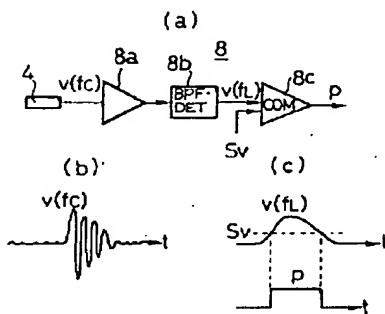 (a)
8
4
v(fc)
8a
8b
BPF·
DET
v(fL)
8c
COM
P
Sv
(b)
v(fc)
t
(c)
v(fL)
Sv
t
P
t